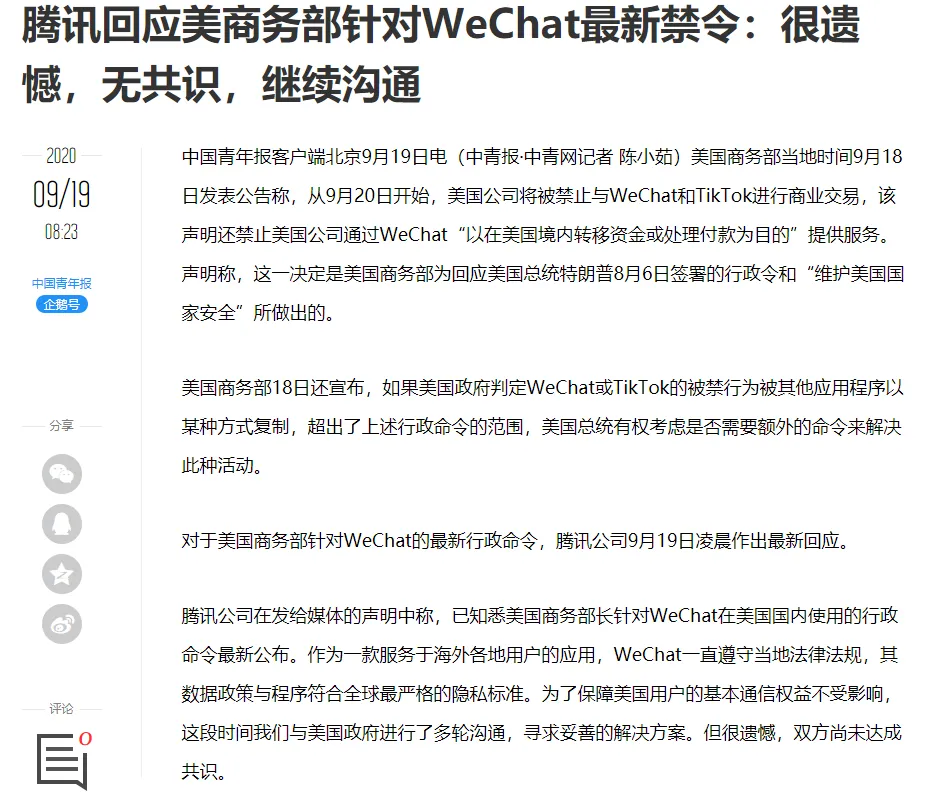 腾讯回应美商务部针对WeChat最新禁令：很遗
憾，无共识，继续沟通
2020
09/19
08:23
中国青年报
企鹅号
分享
评论
0
中国青年报客户端北京9月19日电（中青报·中青网记者 陈小茹）美国商务部当地时间9月18
日发表公告称，从9月20日开始，美国公司将被禁止与WeChat和TikTok进行商业交易，该
声明还禁止美国公司通过WeChat“以在美国境内转移资金或处理付款为目的”提供服务。
声明称，这一决定是美国商务部为回应美国总统特朗普8月6日签署的行政令和“维护美国国
家安全”所做出的。
美国商务部18日还宣布，如果美国政府判定WeChat或TikTok的被禁行为被其他应用程序以
某种方式复制，超出了上述行政命令的范围，美国总统有权考虑是否需要额外的命令来解决
此种活动。
对于美国商务部针对WeChat的最新行政命令，腾讯公司9月19日凌晨作出最新回应。
腾讯公司在发给媒体的声明中称，已知悉美国商务部长针对WeChat在美国国内使用的行政
命令最新公布。作为一款服务于海外各地用户的应用，WeChat一直遵守当地法律法规，其
数据政策与程序符合全球最严格的隐私标准。为了保障美国用户的基本通信权益不受影响，
这段时间我们与美国政府进行了多轮沟通，寻求妥善的解决方案。但很遗憾，双方尚未达成
共识。